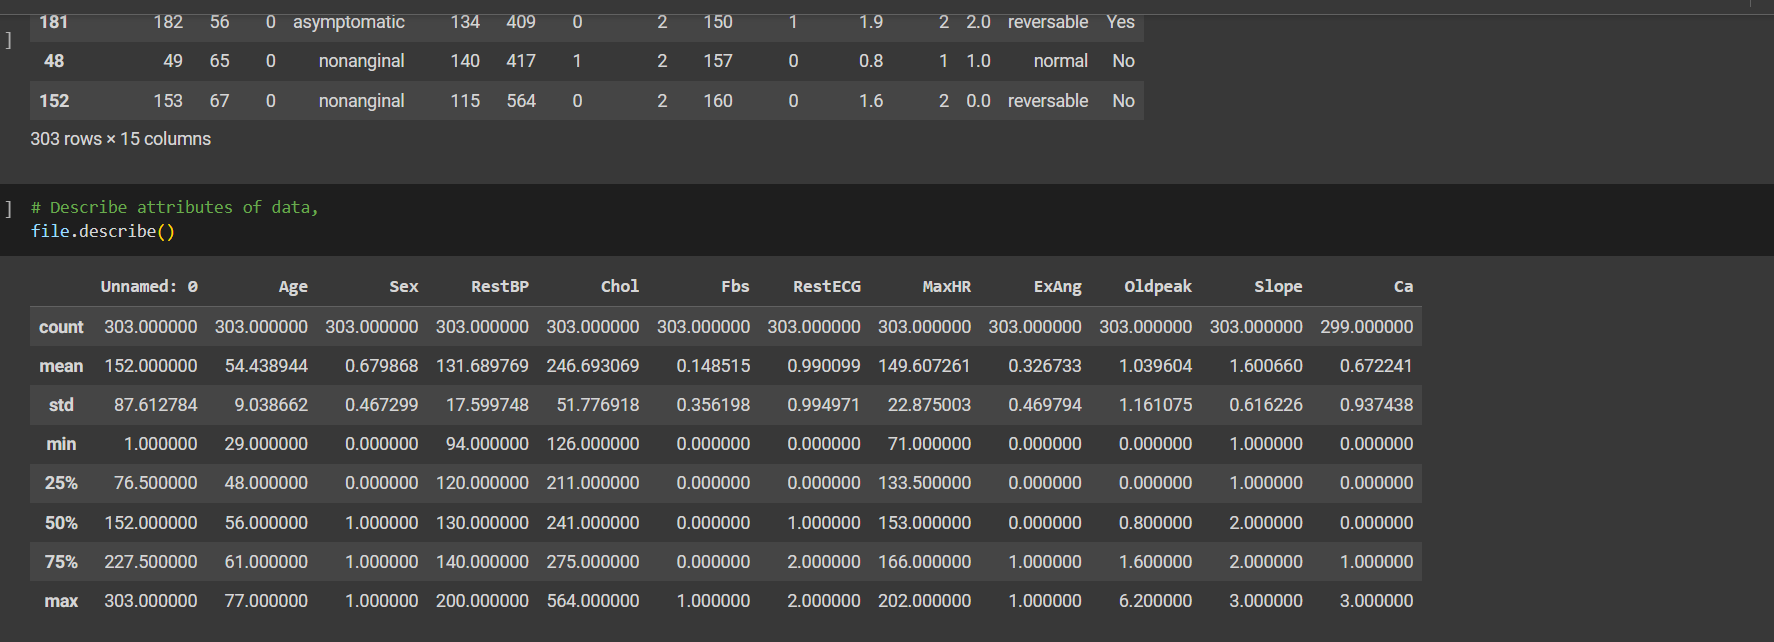 181 182 56 0 asymptomatic 134 409 0 2 150 1 1.9 2 2.0 reversable Yes
]
48 49 65 0 nonanginal 140 417 1 2 157 0 0.8 1 1.0 normal No
152 153 67 0 nonanginal 115 564 0 2 160 0 1.6 2 0.0 reversable No
303 rows × 15 columns
] # Describe attributes of data,
file.describe()
Unnamed: 0 Age Sex RestBP Chol Fbs RestECG MaxHR ExAng Oldpeak Slope Ca
count 303.000000 303.000000 303.000000 303.000000 303.000000 303.000000 303.000000 303.000000 303.000000 303.000000 303.000000 299.000000
mean 152.000000 54.438944 0.679868 131.689769 246.693069 0.148515 0.990099 149.607261 0.326733 1.039604 1.600660 0.672241
std 87.612784 9.038662 0.467299 17.599748 51.776918 0.356198 0.994971 22.875003 0.469794 1.161075 0.616226 0.937438
min 1.000000 29.000000 0.000000 94.000000 126.000000 0.000000 0.000000 71.000000 0.000000 0.000000 1.000000 0.000000
25% 76.500000 48.000000 0.000000 120.000000 211.000000 0.000000 0.000000 133.500000 0.000000 0.000000 1.000000 0.000000
50% 152.000000 56.000000 1.000000 130.000000 241.000000 0.000000 1.000000 153.000000 0.000000 0.800000 2.000000 0.000000
75% 227.500000 61.000000 1.000000 140.000000 275.000000 0.000000 2.000000 166.000000 1.000000 1.600000 2.000000 1.000000
max 303.000000 77.000000 1.000000 200.000000 564.000000 1.000000 2.000000 202.000000 1.000000 6.200000 3.000000 3.000000